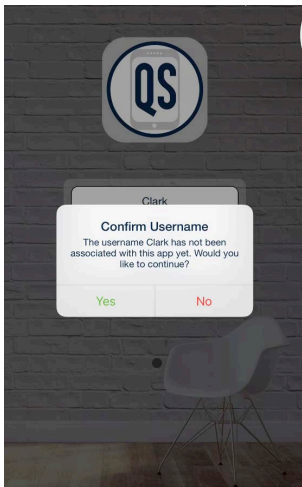 QS
Clark
Confirm Username
The username Clark has not been
associated with this app yet. Would you
like to continue?
Yes No